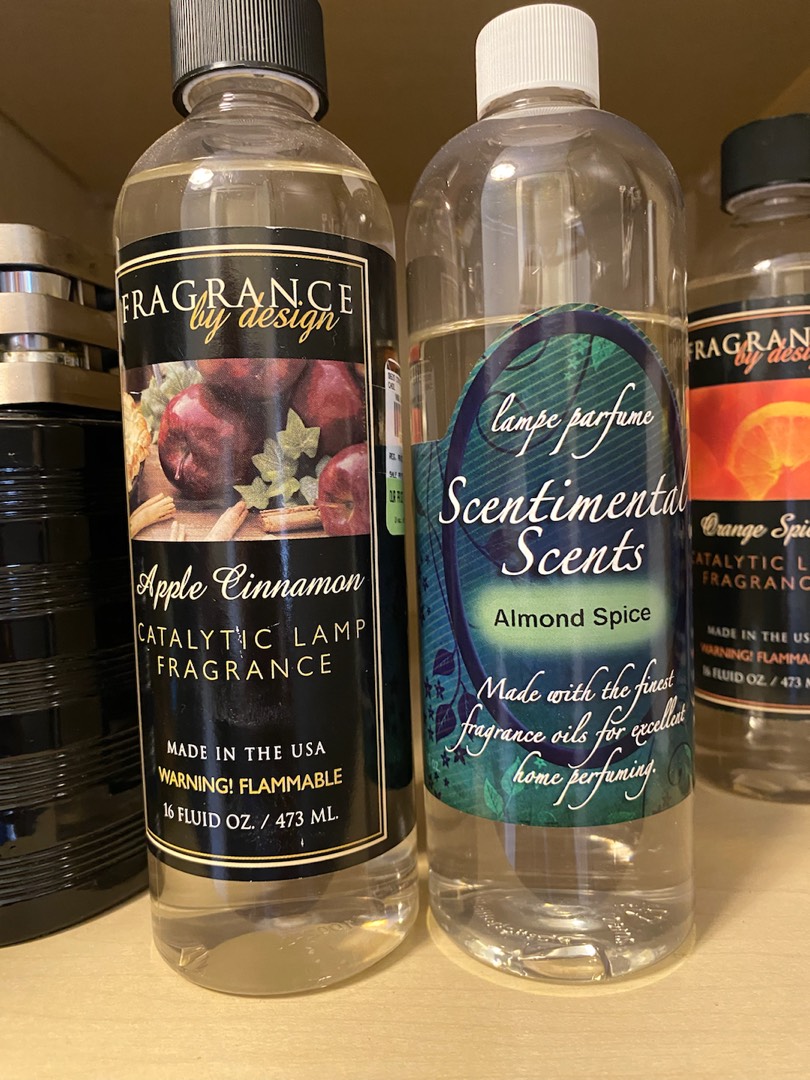 FRAGRANCE
by design
Apple Cinnamon
CATALYTIC LAMP
FRAGRANCE
MADE IN THE USA
WARNING! FLAMMABLE
16 FLUID OZ. / 473 ML.
lampe parfume
Scentimental
Scents
Almond Spice
Made with the finest
fragrance oils for excellent
home perfuming.
FRAGRAN
by desi
Orange Spi
CATALYTIC L
FRAGRANC
MADE IN THE US
WARNING! FLAMMA
16 FLUID OZ. / 473 M